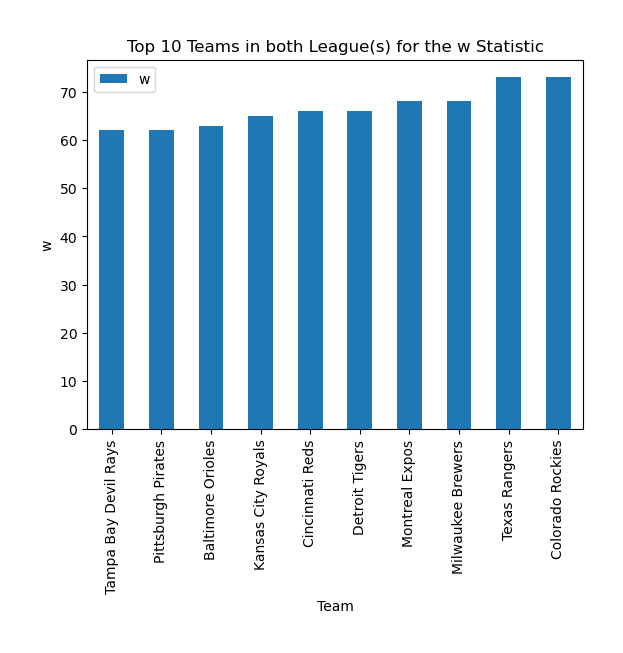 Top 10 Teams in both League(s) for the w Statistic
w
70
60
50
40
30
20
10
0
w
Tampa Bay Devil Rays
Pittsburgh Pirates
Baltimore Orioles
Kansas City Royals
Cincinnati Reds
Detroit Tigers
Montreal Expos
Milwaukee Brewers
Texas Rangers
Colorado Rockies
Team